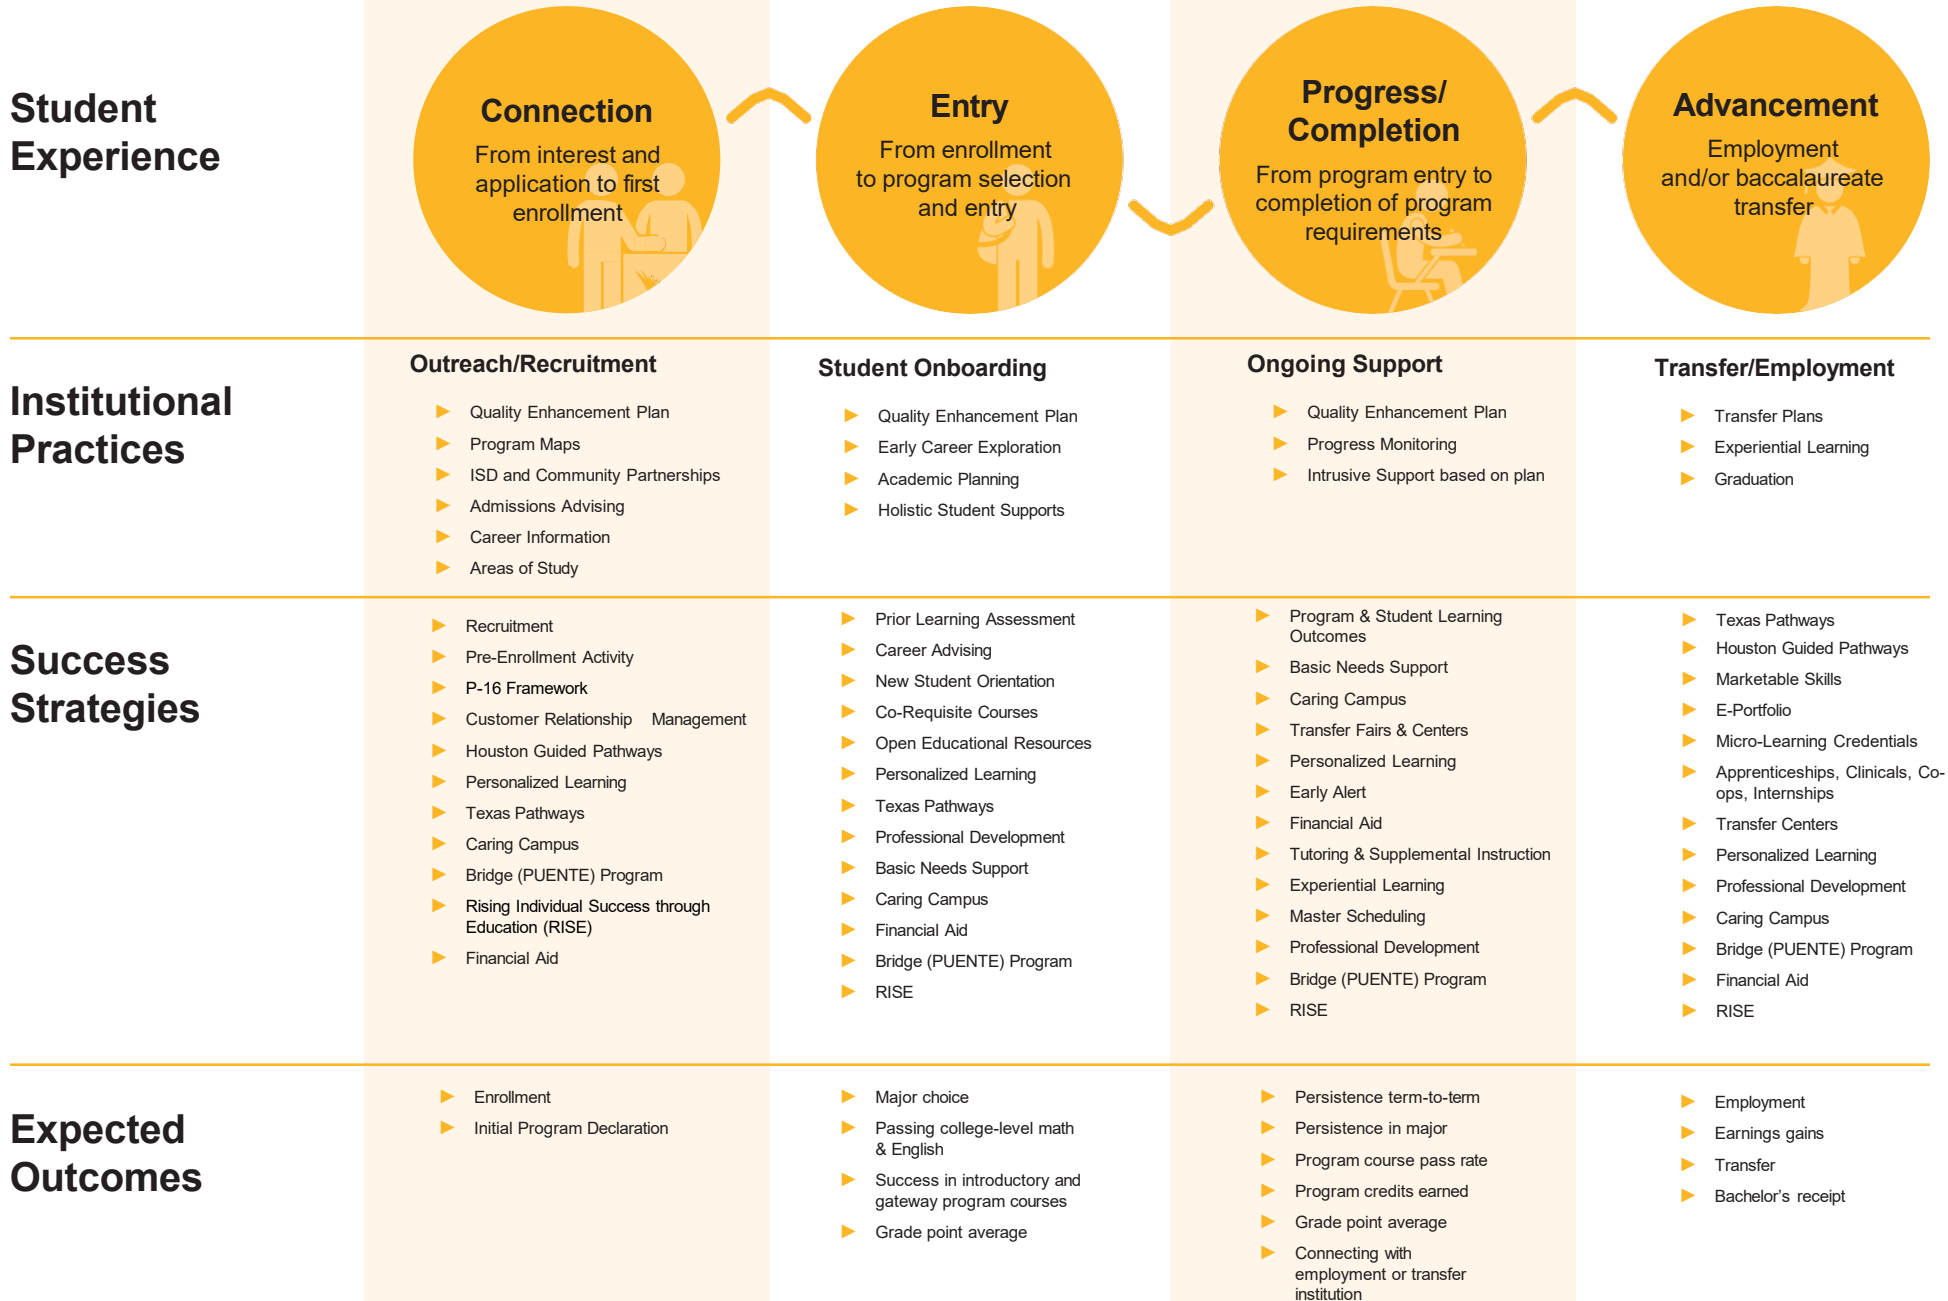 Student
Experience
Connection
From interest and
application to first
enrollment
Entry
From enrollment
to program selection
and entry
Progress/
Completion
From program entry to
completion of program
requirements
Advancement
Employment
and/or baccalaureate
transfer
Institutional
Practices
Outreach/Recruitment
Quality Enhancement Plan
Program Maps
ISD and Community Partnerships
Admissions Advising
Career Information
Areas of Study
Student Onboarding
Quality Enhancement Plan
Early Career Exploration
Academic Planning
Holistic Student Supports
Ongoing Support
Quality Enhancement Plan
Progress Monitoring
Intrusive Support based on plan
Transfer/Employment
Transfer Plans
Experiential Learning
Graduation
Success
Strategies
Recruitment
Pre-Enrollment Activity
P-16 Framework
Customer Relationship Management
Houston Guided Pathways
Personalized Learning
Texas Pathways
Caring Campus
Bridge (PUENTE) Program
Rising Individual Success through
Education (RISE)
Financial Aid
Prior Learning Assessment
Career Advising
New Student Orientation
Co-Requisite Courses
Open Educational Resources
Personalized Learning
Texas Pathways
Professional Development
Basic Needs Support
Caring Campus
Financial Aid
Bridge (PUENTE) Program
RISE
Program & Student Learning
Outcomes
Basic Needs Support
Caring Campus
Transfer Fairs & Centers
Personalized Learning
Early Alert
Financial Aid
Tutoring & Supplemental Instruction
Experiential Learning
Master Scheduling
Professional Development
Bridge (PUENTE) Program
RISE
Texas Pathways
Houston Guided Pathways
Marketable Skills
E-Portfolio
Micro-Learning Credentials
Apprenticeships, Clinicals, Co-
ops, Internships
Transfer Centers
Personalized Learning
Professional Development
Caring Campus
Bridge (PUENTE) Program
Financial Aid
RISE
Expected
Outcomes
Enrollment
Initial Program Declaration
Major choice
Passing college-level math
& English
Success in introductory and
gateway program courses
Grade point average
Persistence term-to-term
Persistence in major
Program course pass rate
Program credits earned
Grade point average
Connecting with
employment or transfer
institution
Employment
Earnings gains
Transfer
Bachelor’s receipt